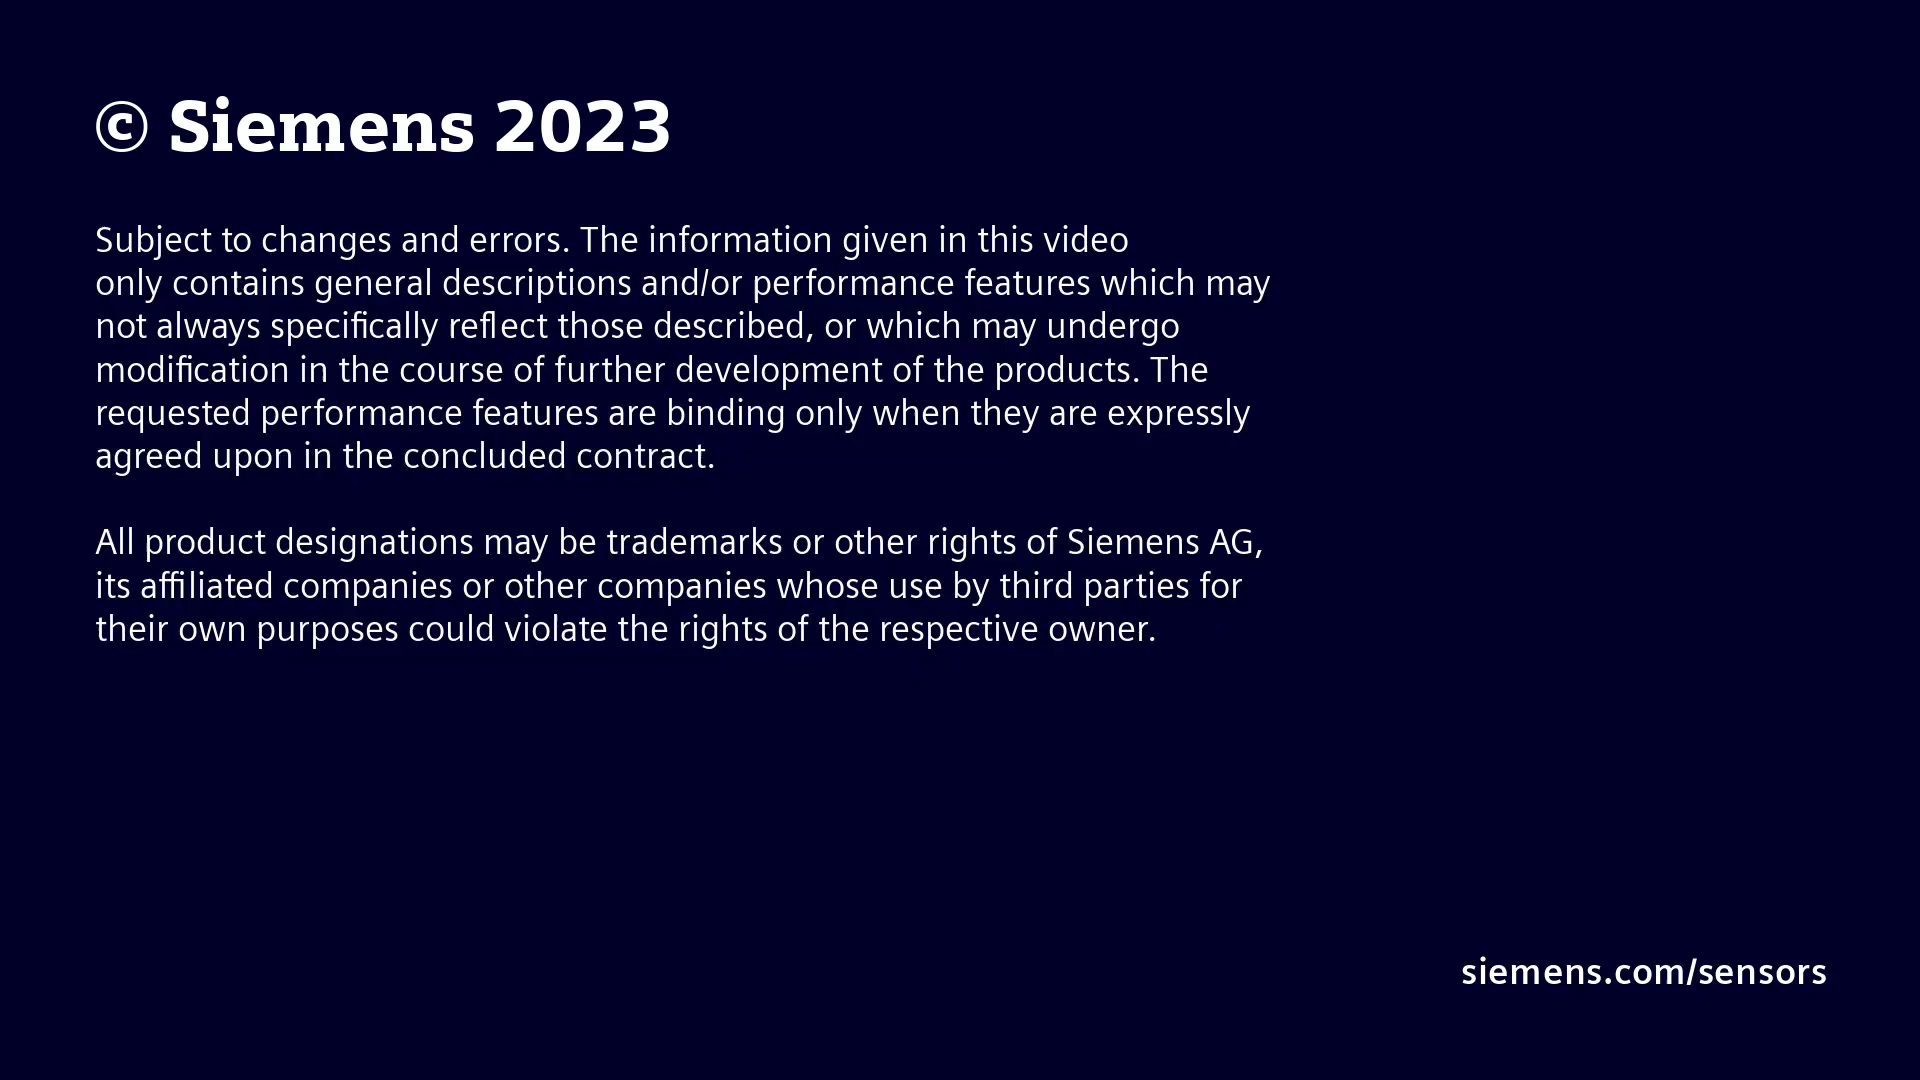 © Siemens 2023
Subject to changes and errors. The information given in this video
only contains general descriptions and/or performance features which may
not always specifically reflect those described, or which may undergo
modification in the course of further development of the products. The
requested performance features are binding only when they are expressly
agreed upon in the concluded contract.
All product designations may be trademarks or other rights of Siemens AG,
its affiliated companies or other companies whose use by third parties for
their own purposes could violate the rights of the respective owner.
siemens.com/sensors